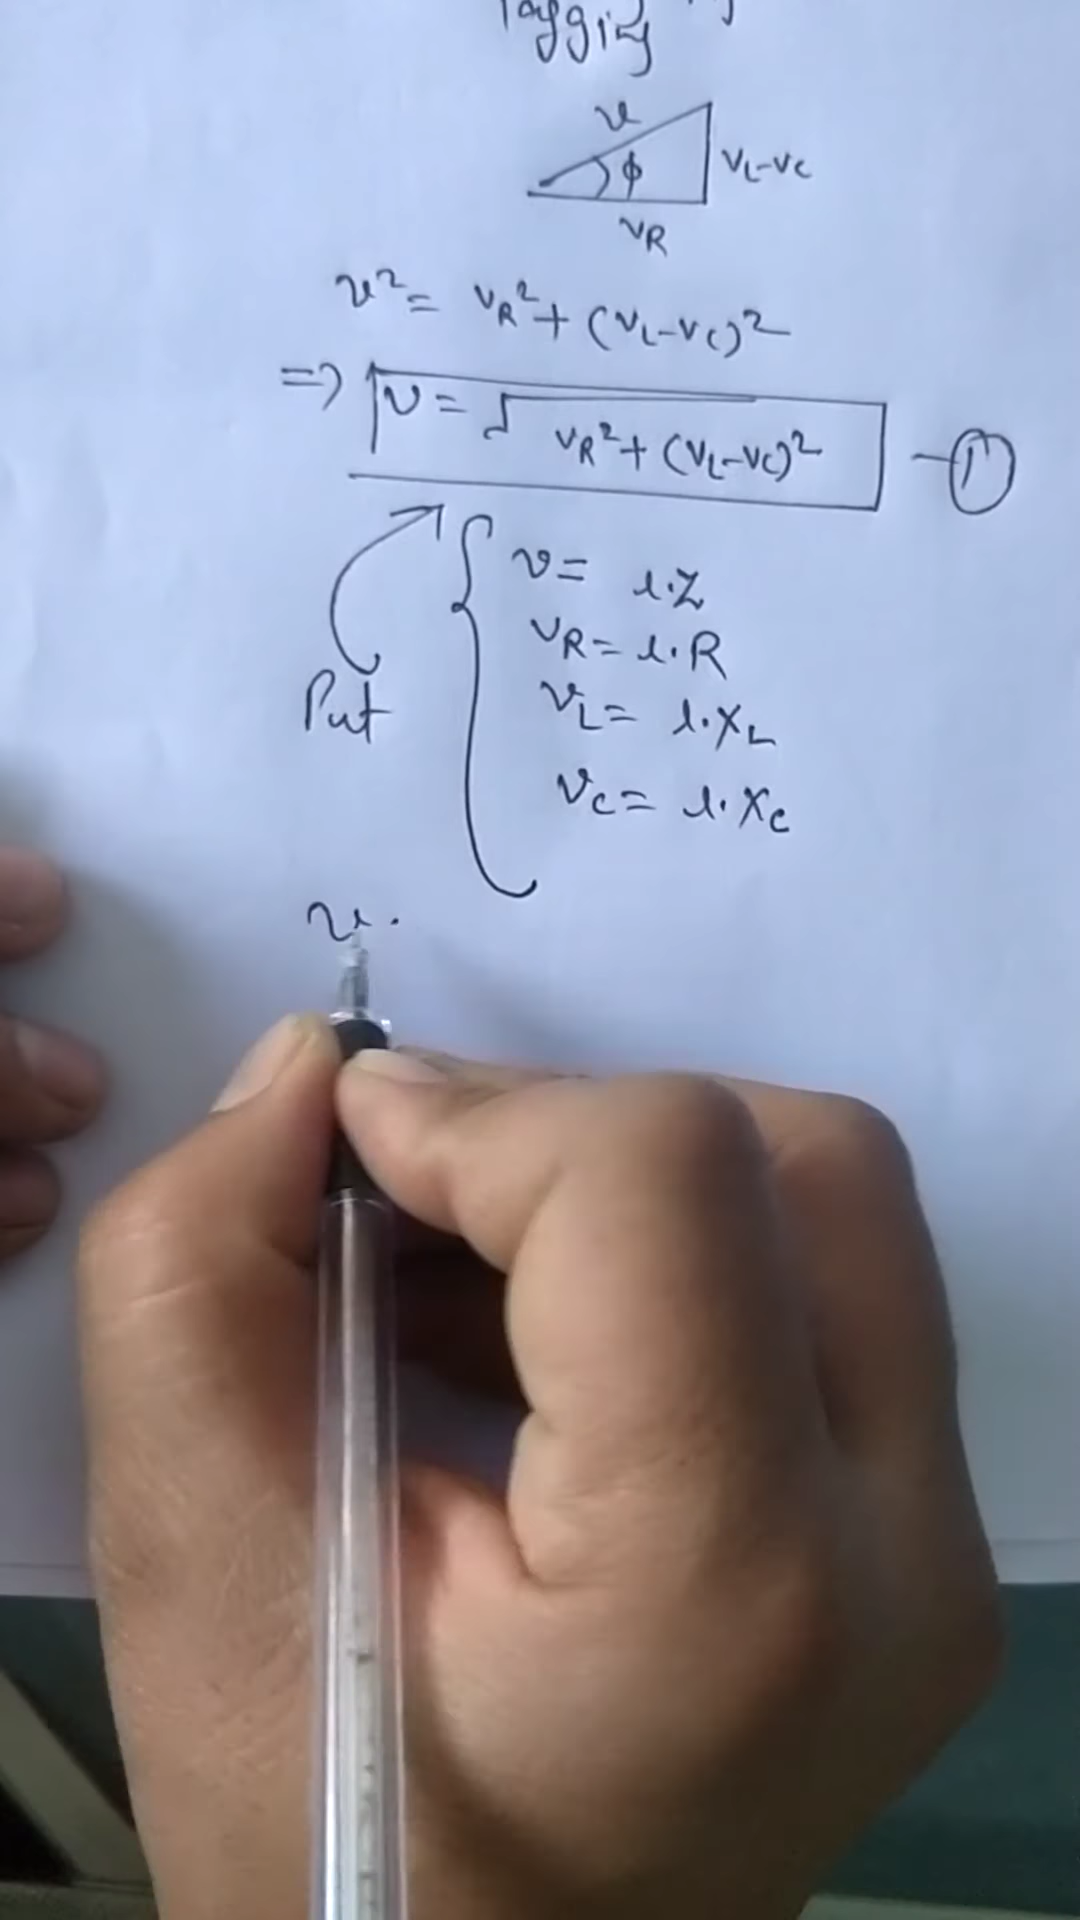 lagging
v
φ
VL-VC
VR
v² = VR² + (VL-VC)²
=> v = √ VR² + (VL-VC)² - 1
v = i.Z
VR = i.R
Put
VL = i.XL
VC = i.XC
v